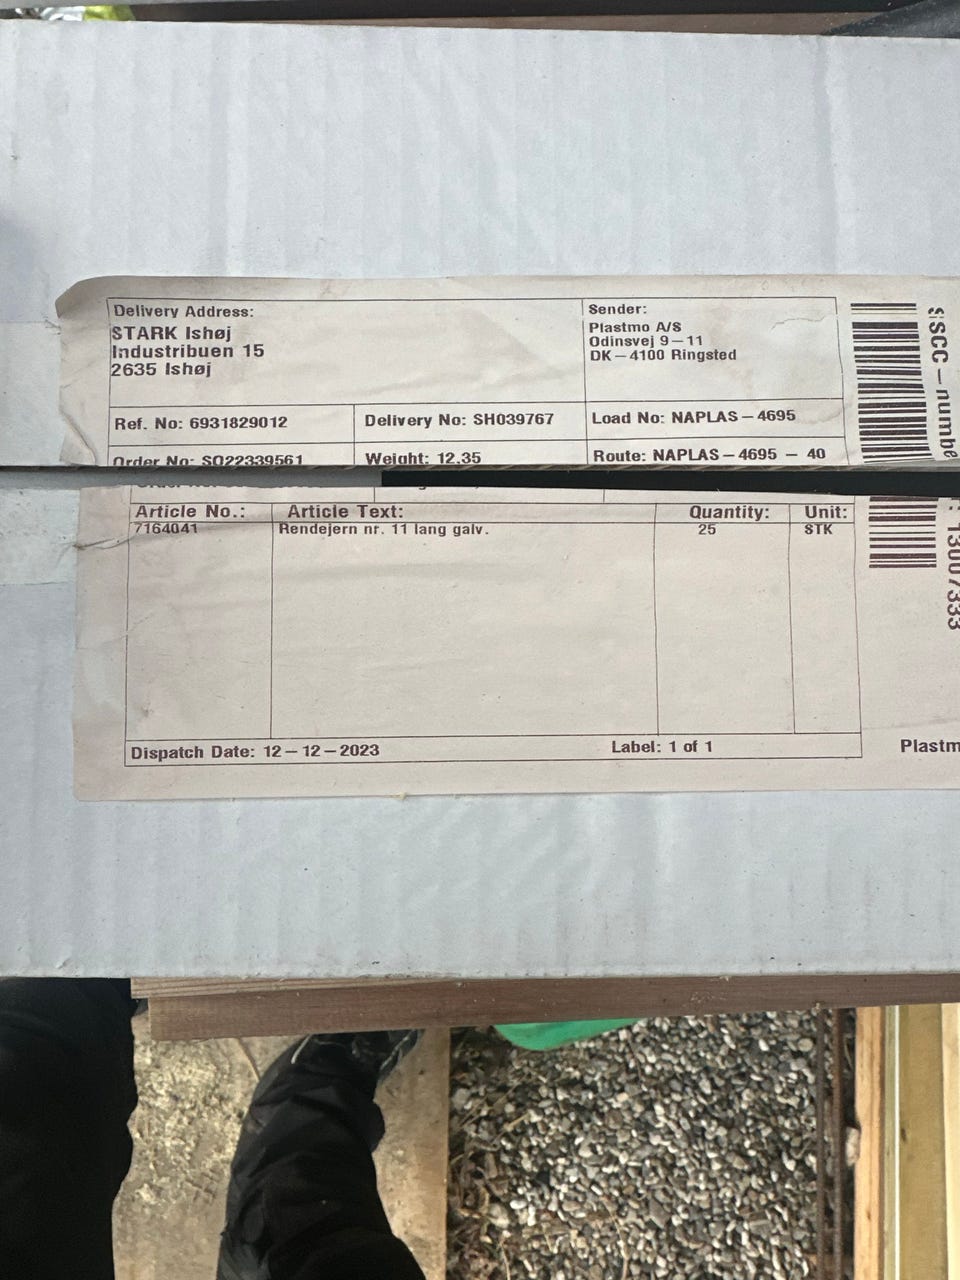 Delivery Address:
STARK Ishøj
Industribuen 15
2635 Ishøj
Sender:
Plastmo A/S
Odinsvej 9-11
DK-4100 Ringsted
Ref. No: 6931829012
Delivery No: SH039767
Load No: NAPLAS-4695
Order No: SO22339561
Weight: 12,35
Route: NAPLAS-4695 - 40
Article No.: Article Text: Quantity: Unit:
7164041 Rendejern nr. 11 lang galv. 25 STK
Dispatch Date: 12-12-2023
Label: 1 of 1
Plastm
SSCC-numbe
13007333